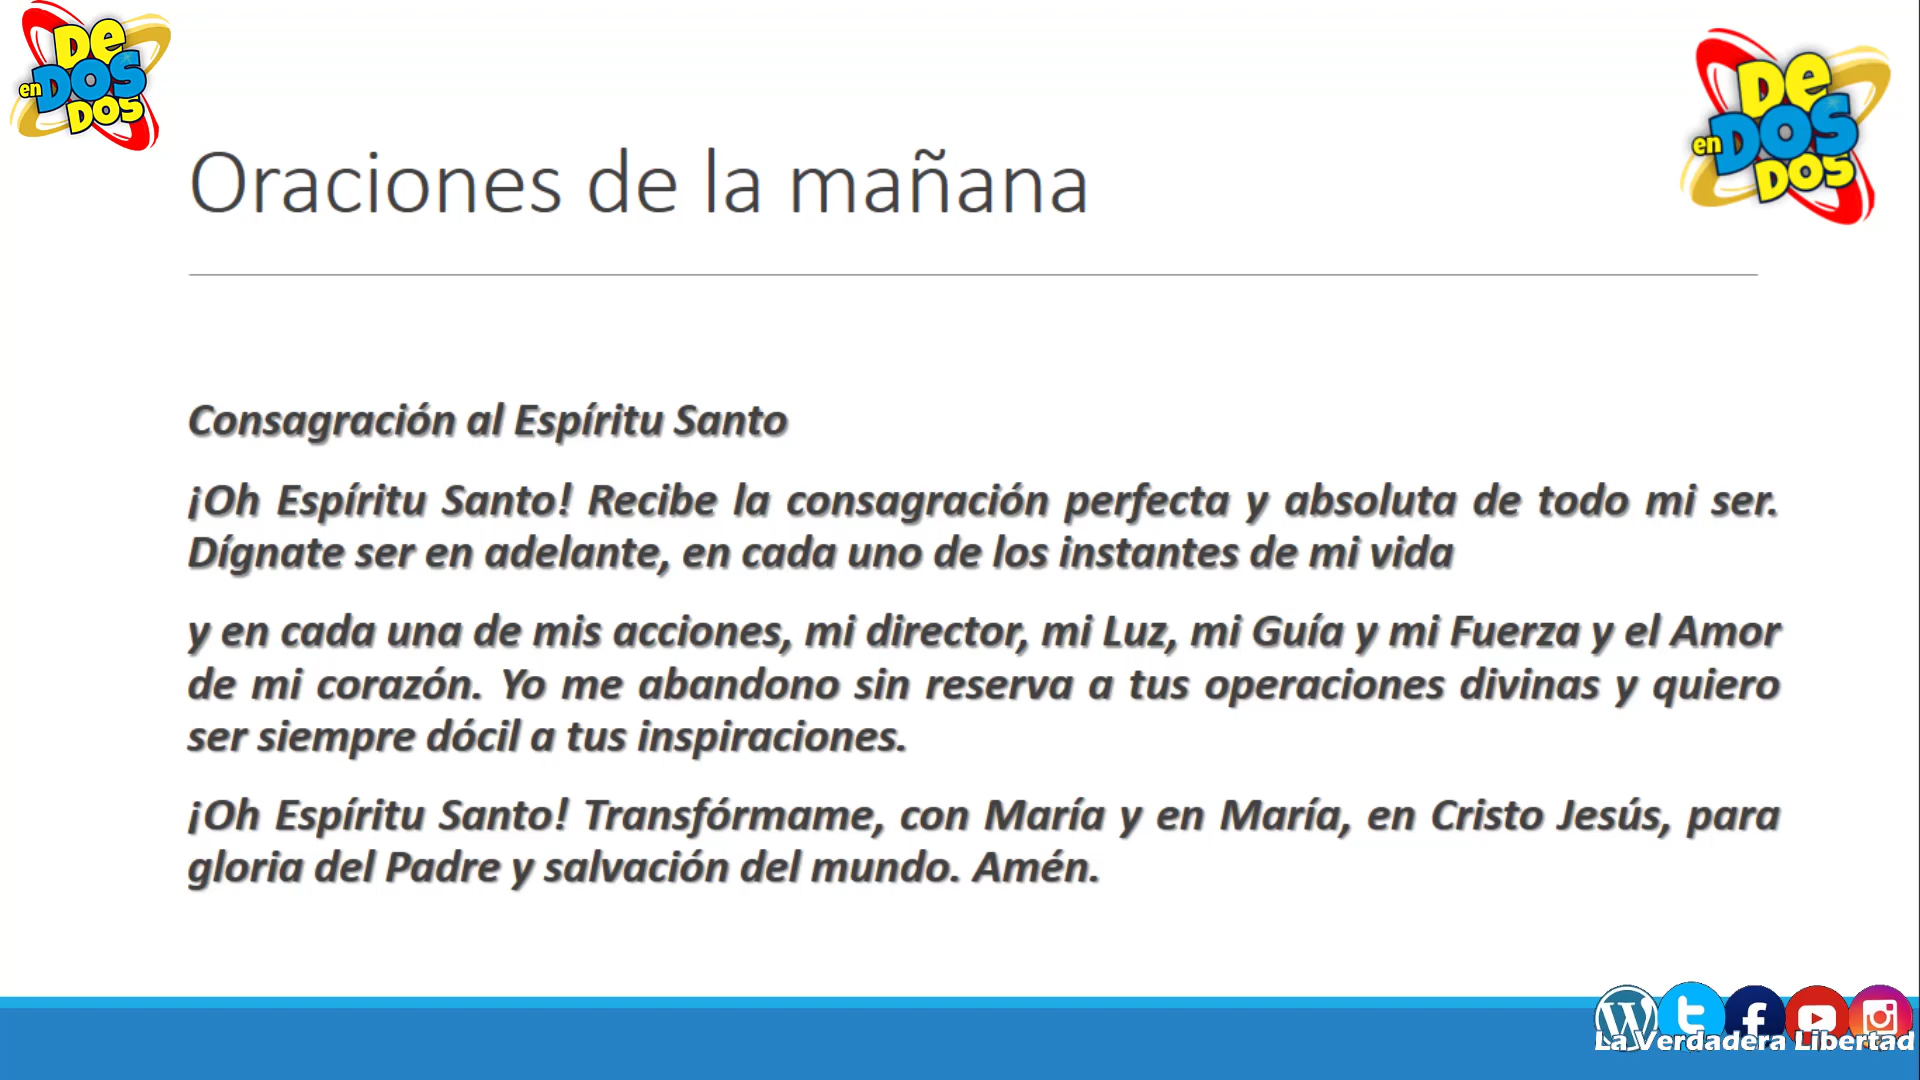 DE
en DOS
DOS
DE
en DOS
DOS
Oraciones de la mañana
Consagración al Espíritu Santo
¡Oh Espíritu Santo! Recibe la consagración perfecta y absoluta de todo mi ser.
Dígnate ser en adelante, en cada uno de los instantes de mi vida
y en cada una de mis acciones, mi director, mi Luz, mi Guía y mi Fuerza y el Amor
de mi corazón. Yo me abandono sin reserva a tus operaciones divinas y quiero
ser siempre dócil a tus inspiraciones.
¡Oh Espíritu Santo! Transfórmame, con María y en María, en Cristo Jesús, para
gloria del Padre y salvación del mundo. Amén.
La Verdadera Libertad